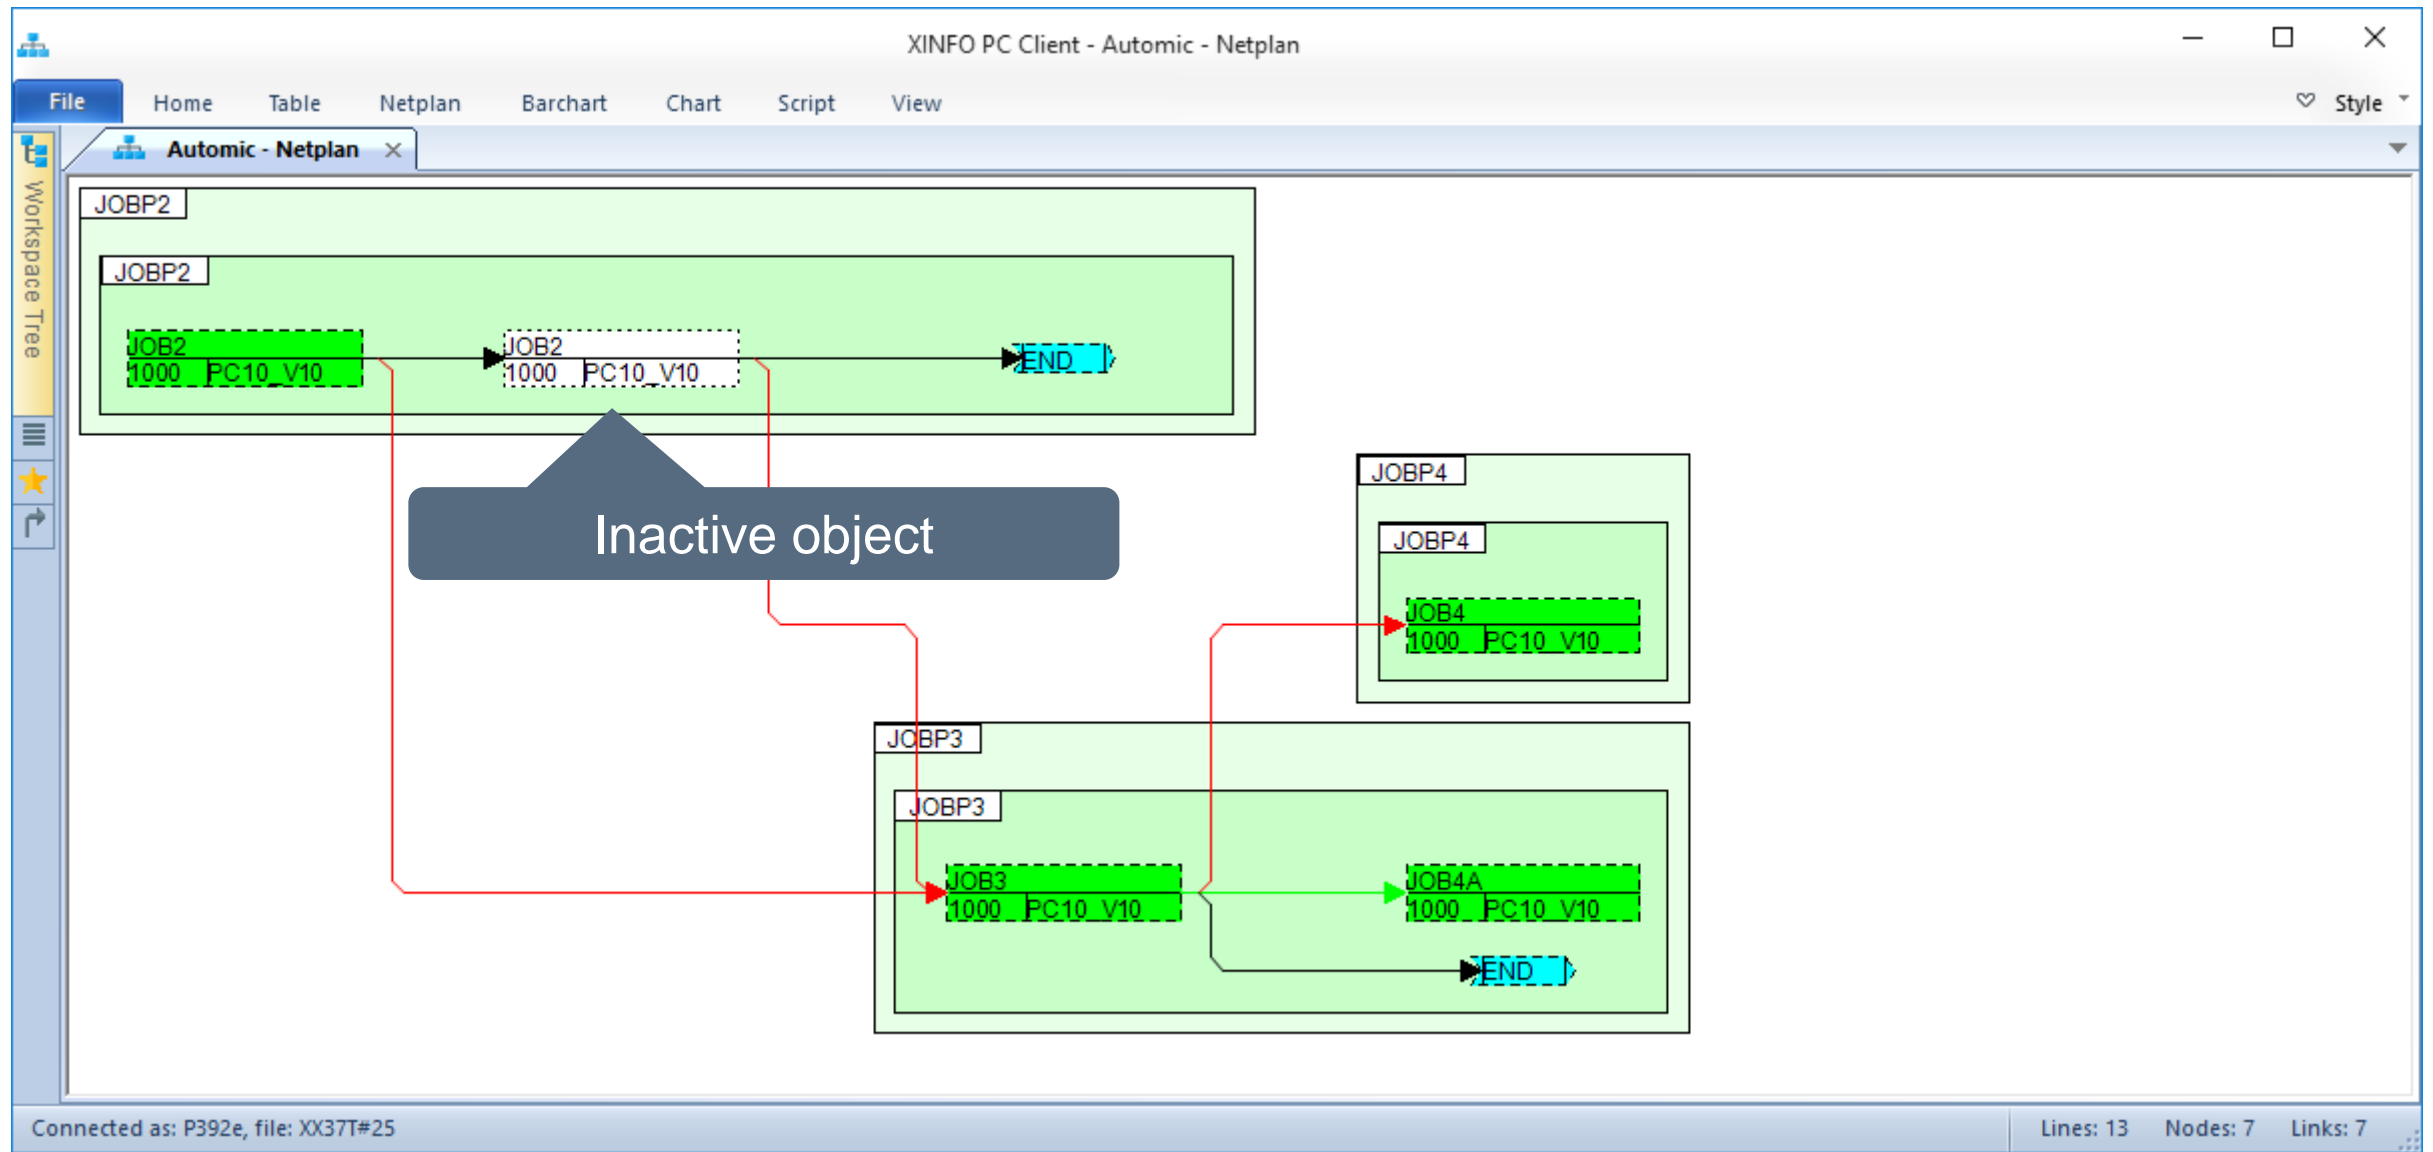 XINFO PC Client - Automic - Netplan
File Home Table Netplan Barchart Chart Script View Style
Automic - Netplan
Workspace Tree
JOBP2
JOBP2
JOB2
1000 PC10_V10
JOB2
1000 PC10_V10
END
Inactive object
JOBP4
JOBP4
JOB4
1000 PC10_V10
JOBP3
JOBP3
JOB3
1000 PC10_V10
JOB4A
1000 PC10_V10
END
Connected as: P392e, file: XX37T#25
Lines: 13 Nodes: 7 Links: 7